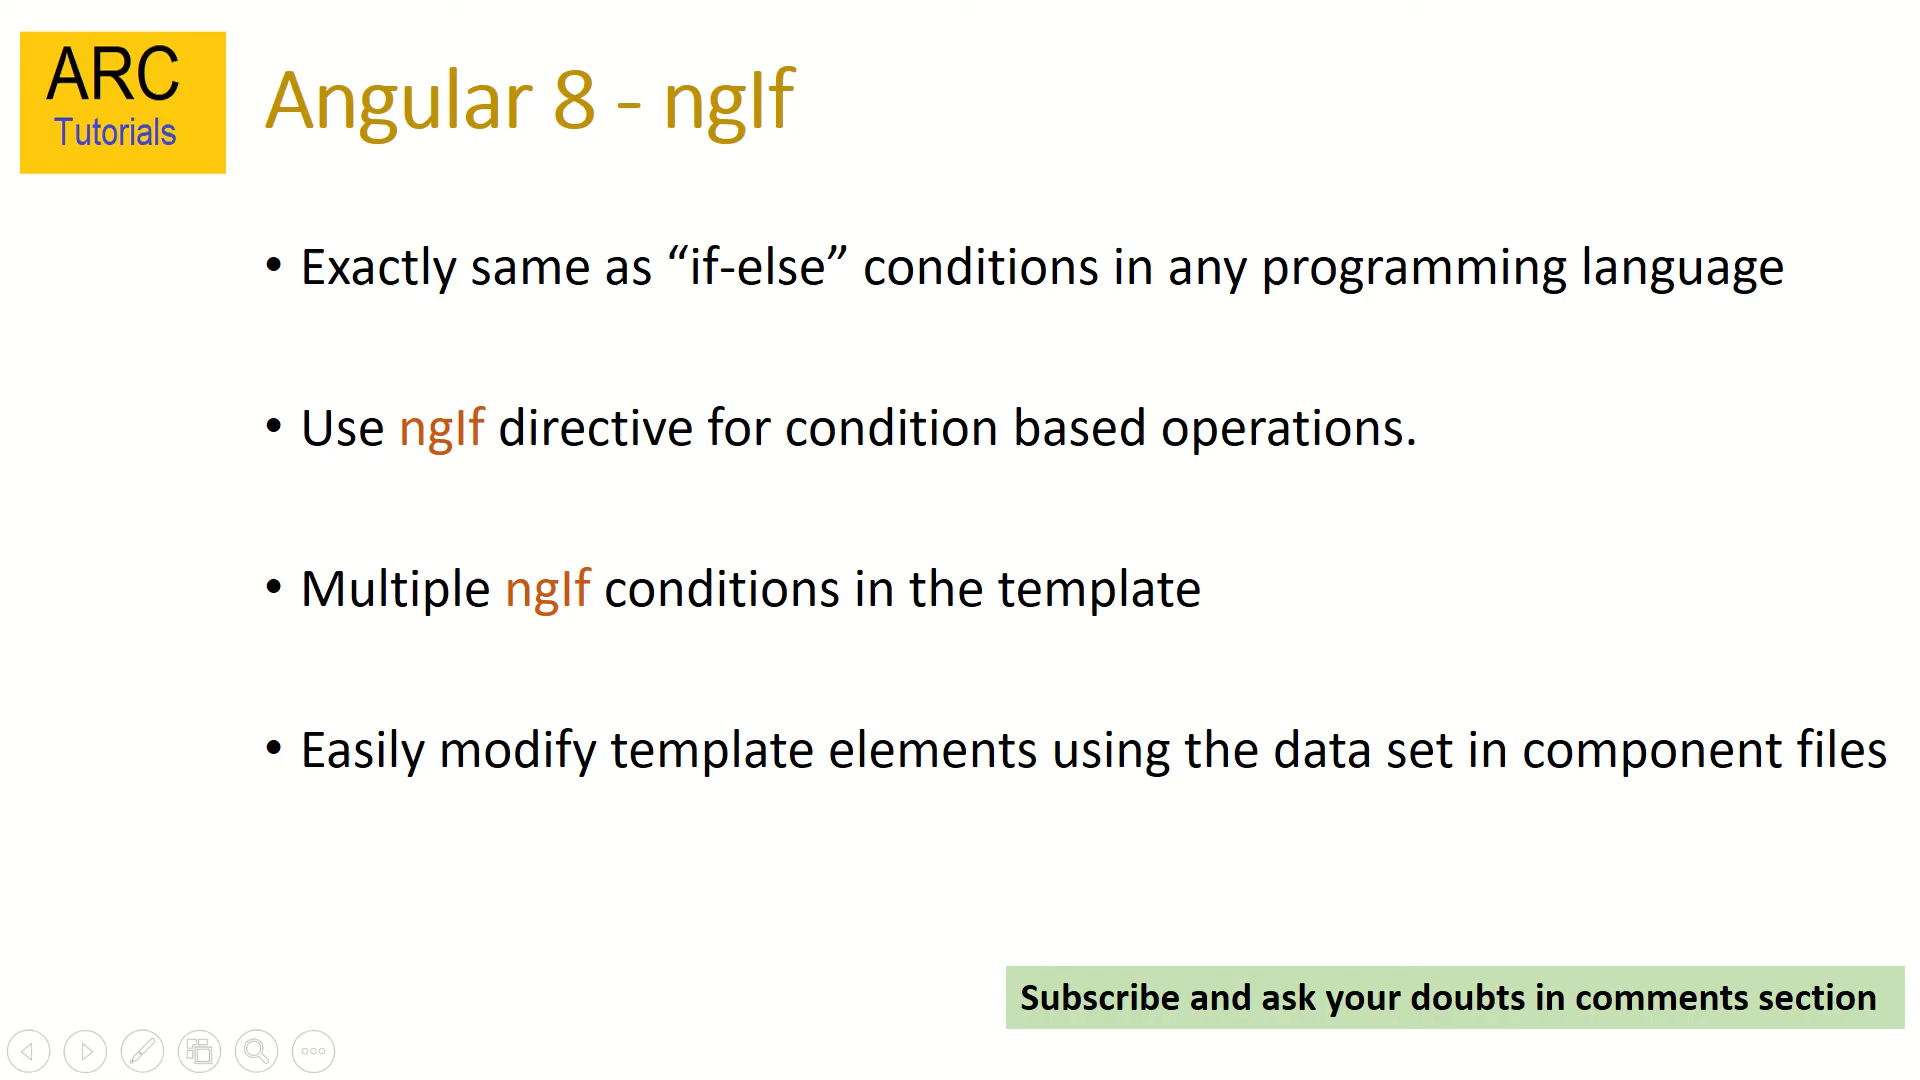 ARC
Tutorials
Angular 8 - ngIf
• Exactly same as “if-else” conditions in any programming language
• Use ngIf directive for condition based operations.
• Multiple ngIf conditions in the template
• Easily modify template elements using the data set in component files
Subscribe and ask your doubts in comments section